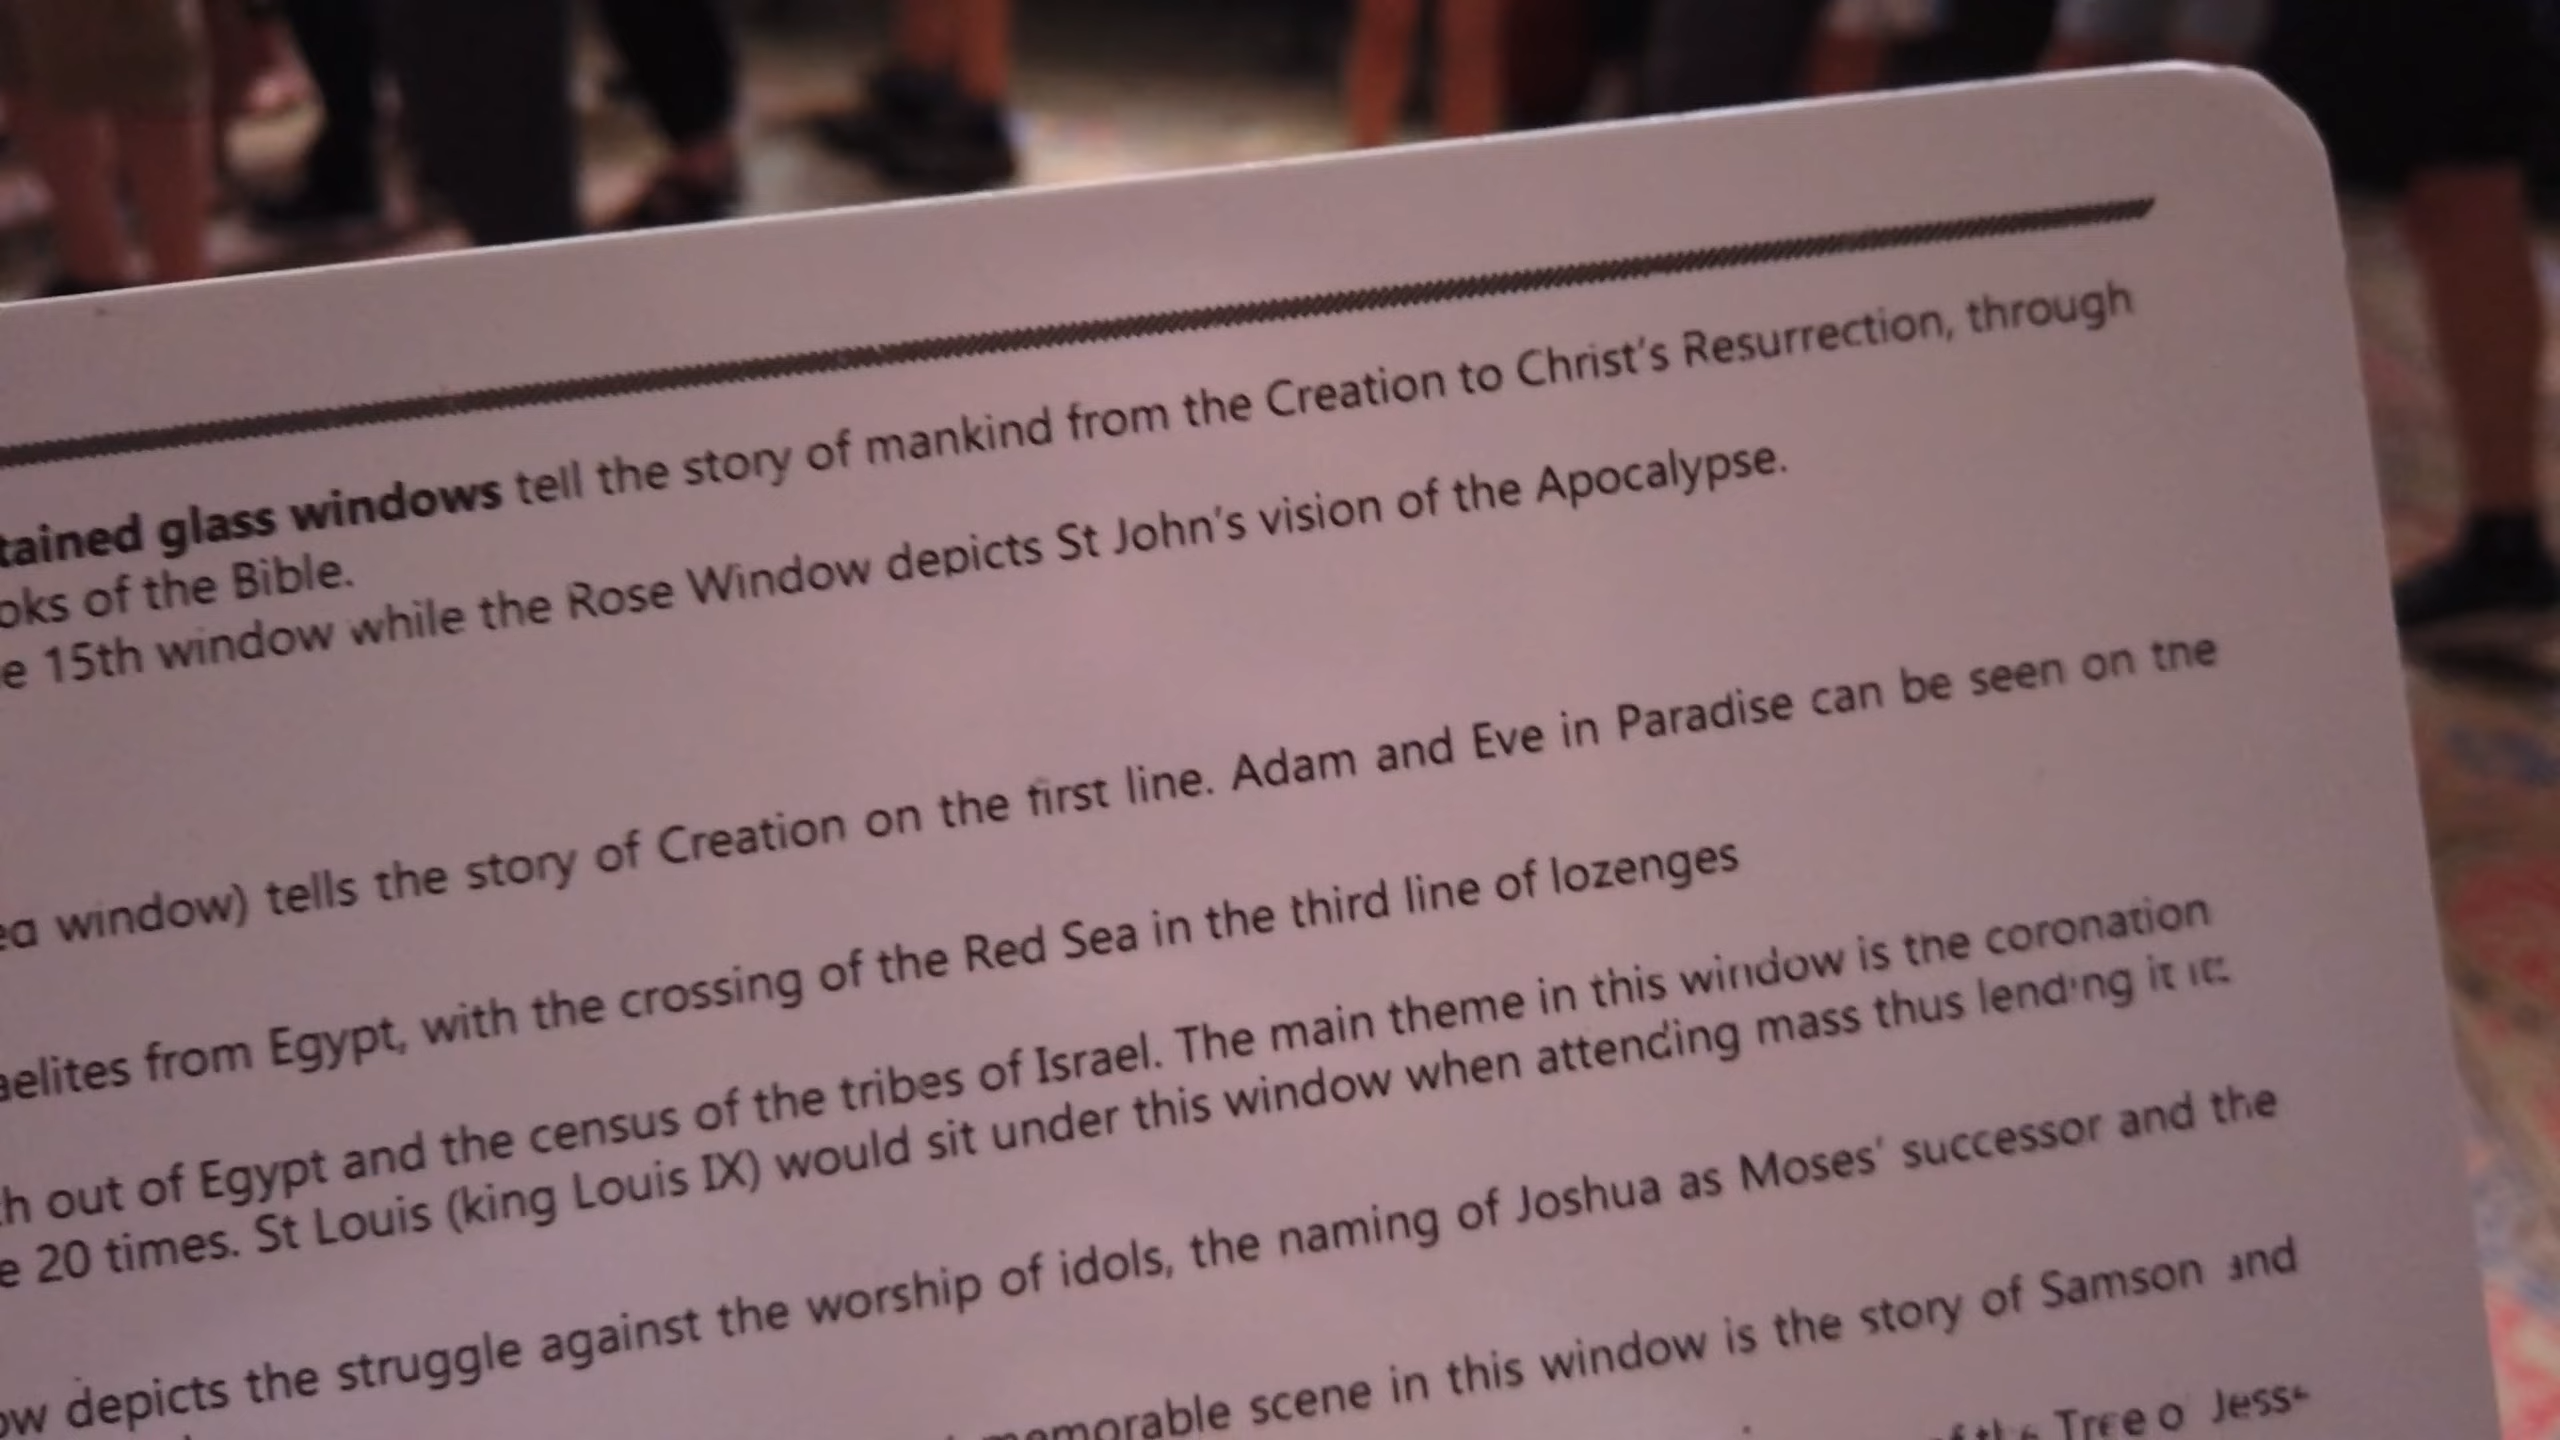 tained glass windows tell the story of mankind from the Creation to Christ's Resurrection, through
oks of the Bible.
e 15th window while the Rose Window depicts St John's vision of the Apocalypse.
ea window) tells the story of Creation on the first line. Adam and Eve in Paradise can be seen on the
aelites from Egypt, with the crossing of the Red Sea in the third line of lozenges
h out of Egypt and the census of the tribes of Israel. The main theme in this window is the coronation
e 20 times. St Louis (king Louis IX) would sit under this window when attending mass thus lending it
ow depicts the struggle against the worship of idols, the naming of Joshua as Moses' successor and the
memorable scene in this window is the story of Samson and
of the Tree o Jesse